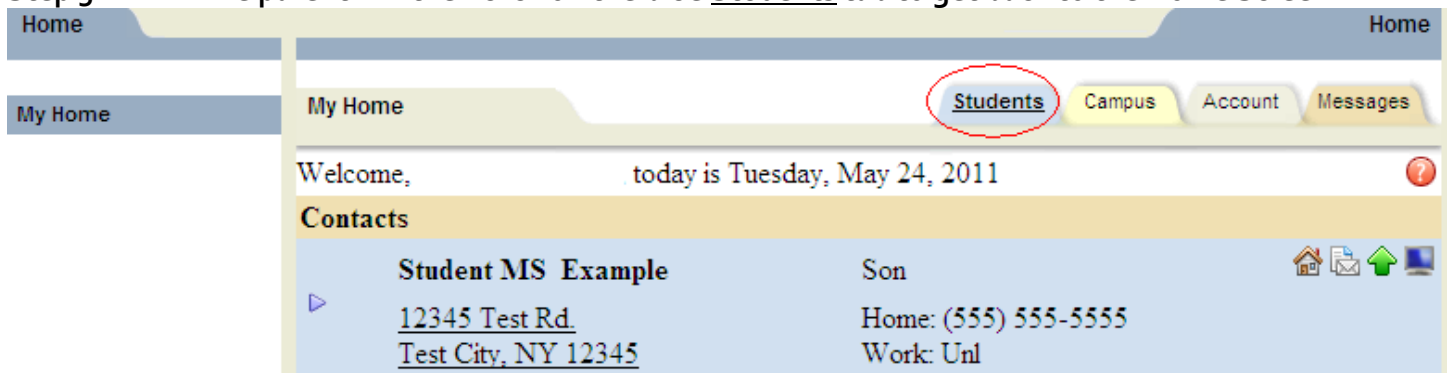 Home Home
My Home
My Home Students Campus Account Messages
Welcome, today is Tuesday, May 24, 2011
Contacts
Student MS Example Son
12345 Test Rd. Home: (555) 555-5555
Test City, NY 12345 Work: Unl